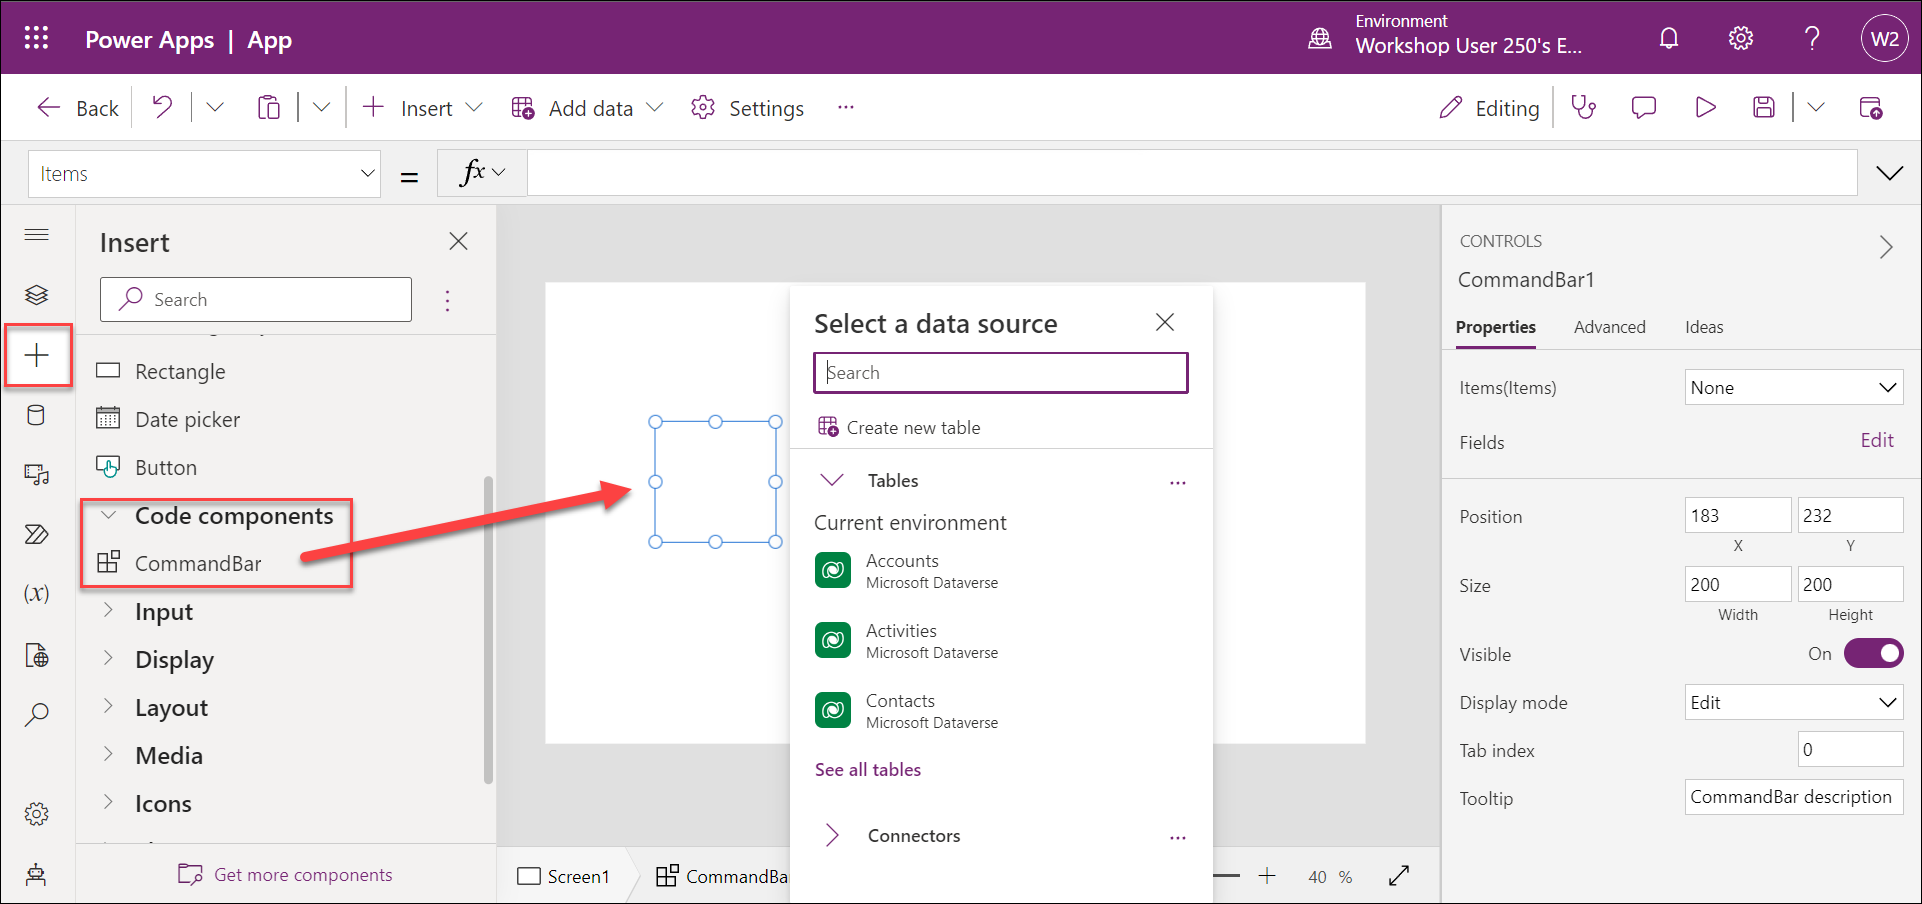 Power Apps | App
Environment
Workshop User 250's E...
W2
Back
Insert
Add data
Settings
Editing
Items
=
fx
Insert
Search
Rectangle
Date picker
Button
Code components
CommandBar
Input
Display
Layout
Media
Icons
Get more components
(x)
Select a data source
Search
Create new table
Tables
Current environment
Accounts
Microsoft Dataverse
Activities
Microsoft Dataverse
Contacts
Microsoft Dataverse
See all tables
Connectors
Screen1
CommandBa
40 %
CONTROLS
CommandBar1
Properties
Advanced
Ideas
Items(Items)
None
Fields
Edit
Position
183
232
X
Y
Size
200
200
Width
Height
Visible
On
Display mode
Edit
Tab index
0
Tooltip
CommandBar description